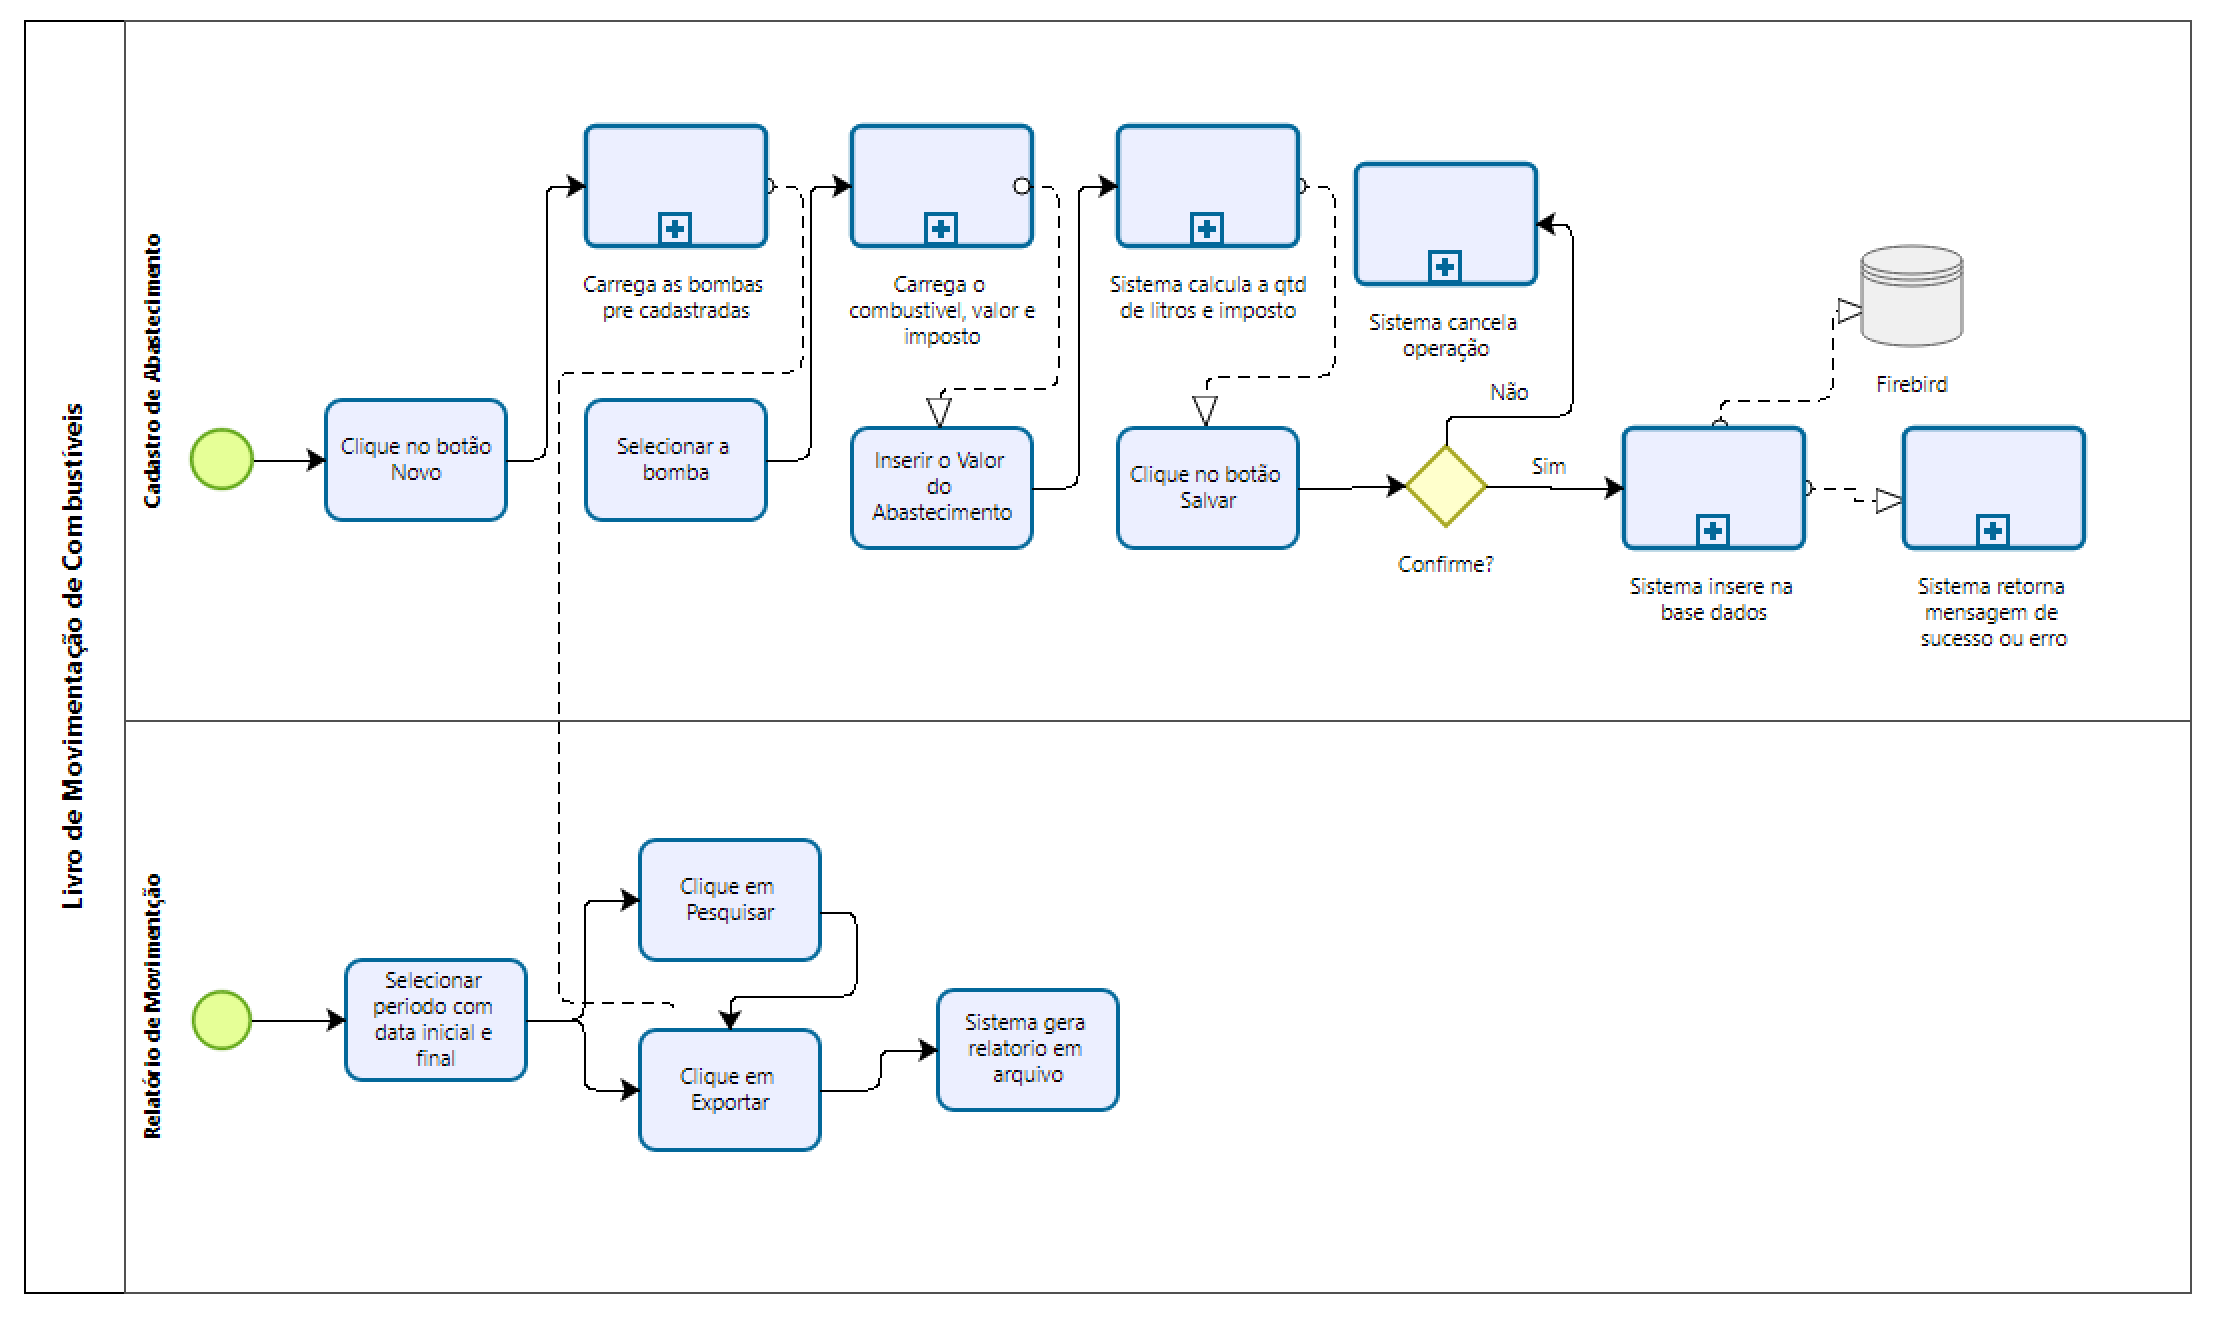 Livro de Movimentação de Combustíveis
Cadastro de Abastecimento
Carrega as bombas
pre cadastradas
Carrega o
combustivel, valor e
imposto
Sistema calcula a qtd
de litros e imposto
Sistema cancela
operação
Não
Firebird
Clique no botão
Novo
Selecionar a
bomba
Inserir o Valor
do
Abastecimento
Clique no botão
Salvar
Confirme?
Sim
Sistema insere na
base dados
Sistema retorna
mensagem de
sucesso ou erro
Relatório de Movimentção
Selecionar
periodo com
data inicial e
final
Clique em
Pesquisar
Clique em
Exportar
Sistema gera
relatorio em
arquivo